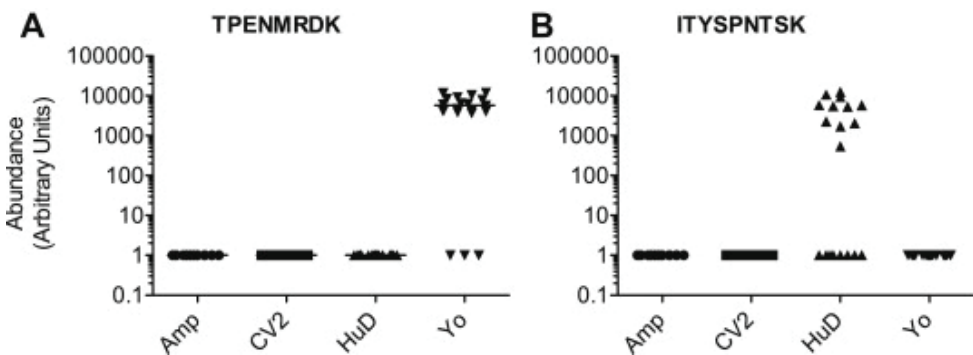 A TPENMRDK
100000
10000
1000
100
10
1
0.1
Abundance
(Arbitrary Units)
Amp CV2 HuD Yo
B ITYSPNTSK
100000
10000
1000
100
10
1
0.1
Amp CV2 HuD Yo